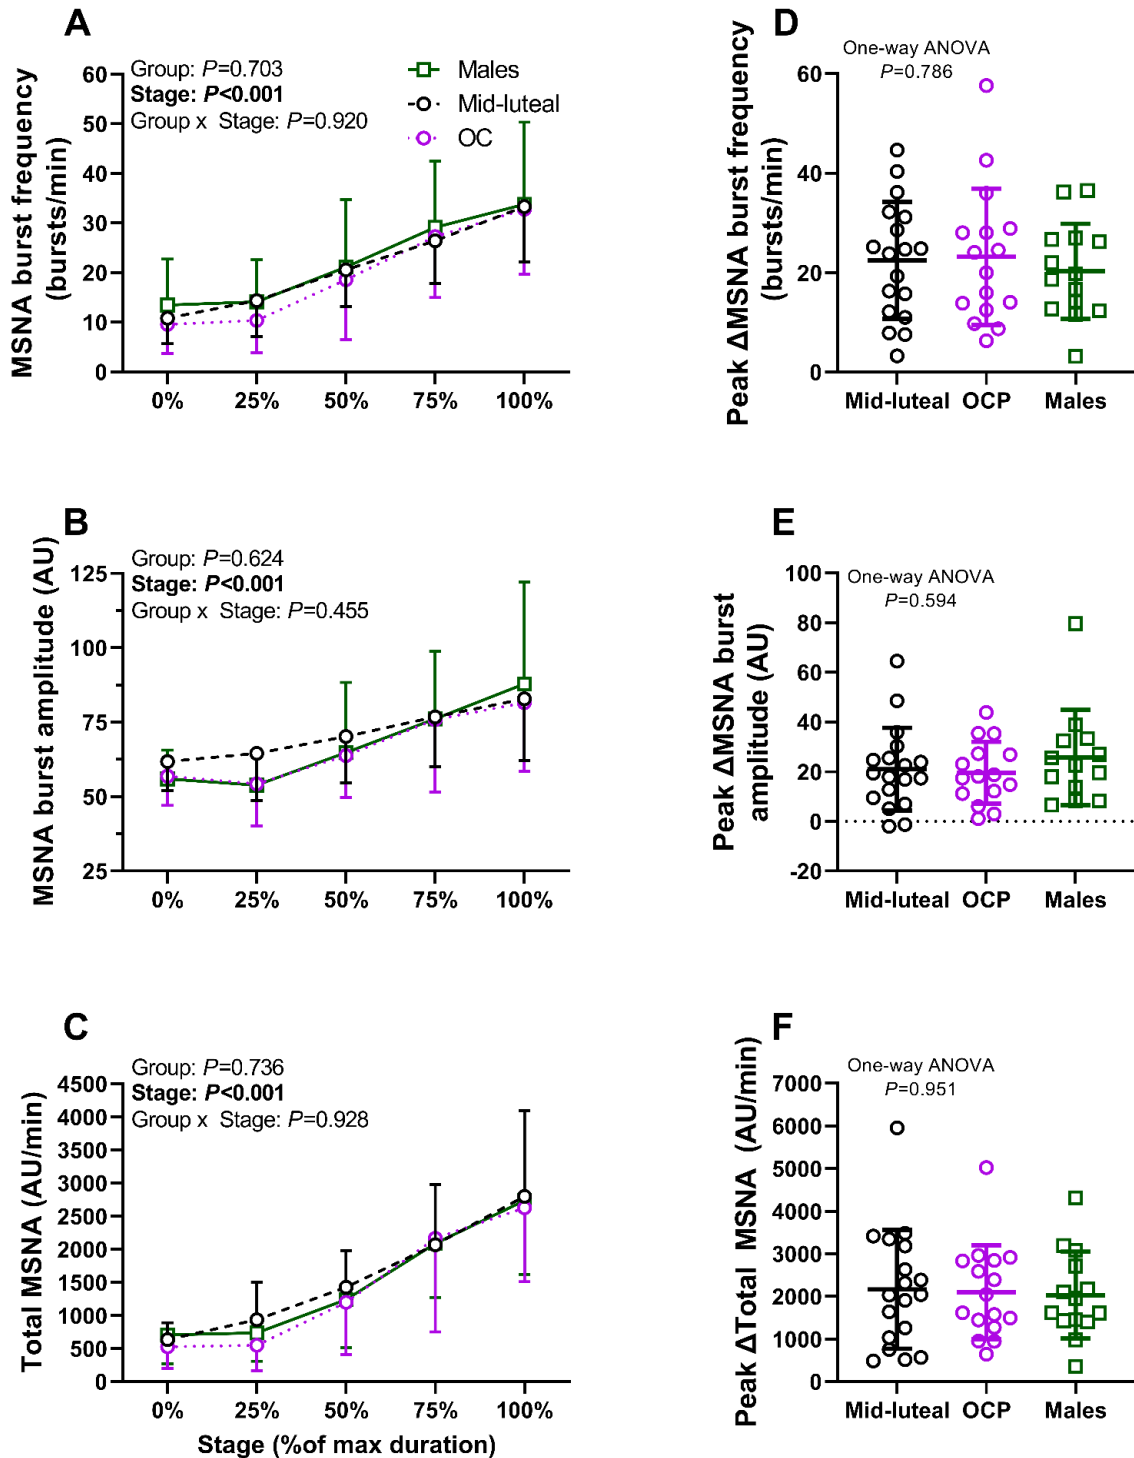 A
MSNA burst frequency
(bursts/min)
Group: P=0.703
Stage: P<0.001
Group x Stage: P=0.920
Males
Mid-luteal
OC
60
50
40
30
20
10
0
0% 25% 50% 75% 100%
D
One-way ANOVA
P=0.786
Peak ΔMSNA burst frequency
(bursts/min)
60
40
20
0
Mid-luteal OCP Males
B
MSNA burst amplitude (AU)
Group: P=0.624
Stage: P<0.001
Group x Stage: P=0.455
125
100
75
50
25
0% 25% 50% 75% 100%
E
One-way ANOVA
P=0.594
Peak ΔMSNA burst
amplitude (AU)
100
80
60
40
20
0
-20
Mid-luteal OCP Males
C
Total MSNA (AU/min)
Group: P=0.736
Stage: P<0.001
Group x Stage: P=0.928
4500
4000
3500
3000
2500
2000
1500
1000
500
0
0% 25% 50% 75% 100%
Stage (%of max duration)
F
One-way ANOVA
P=0.951
Peak ΔTotal MSNA (AU/min)
7000
6000
5000
4000
3000
2000
1000
0
Mid-luteal OCP Males